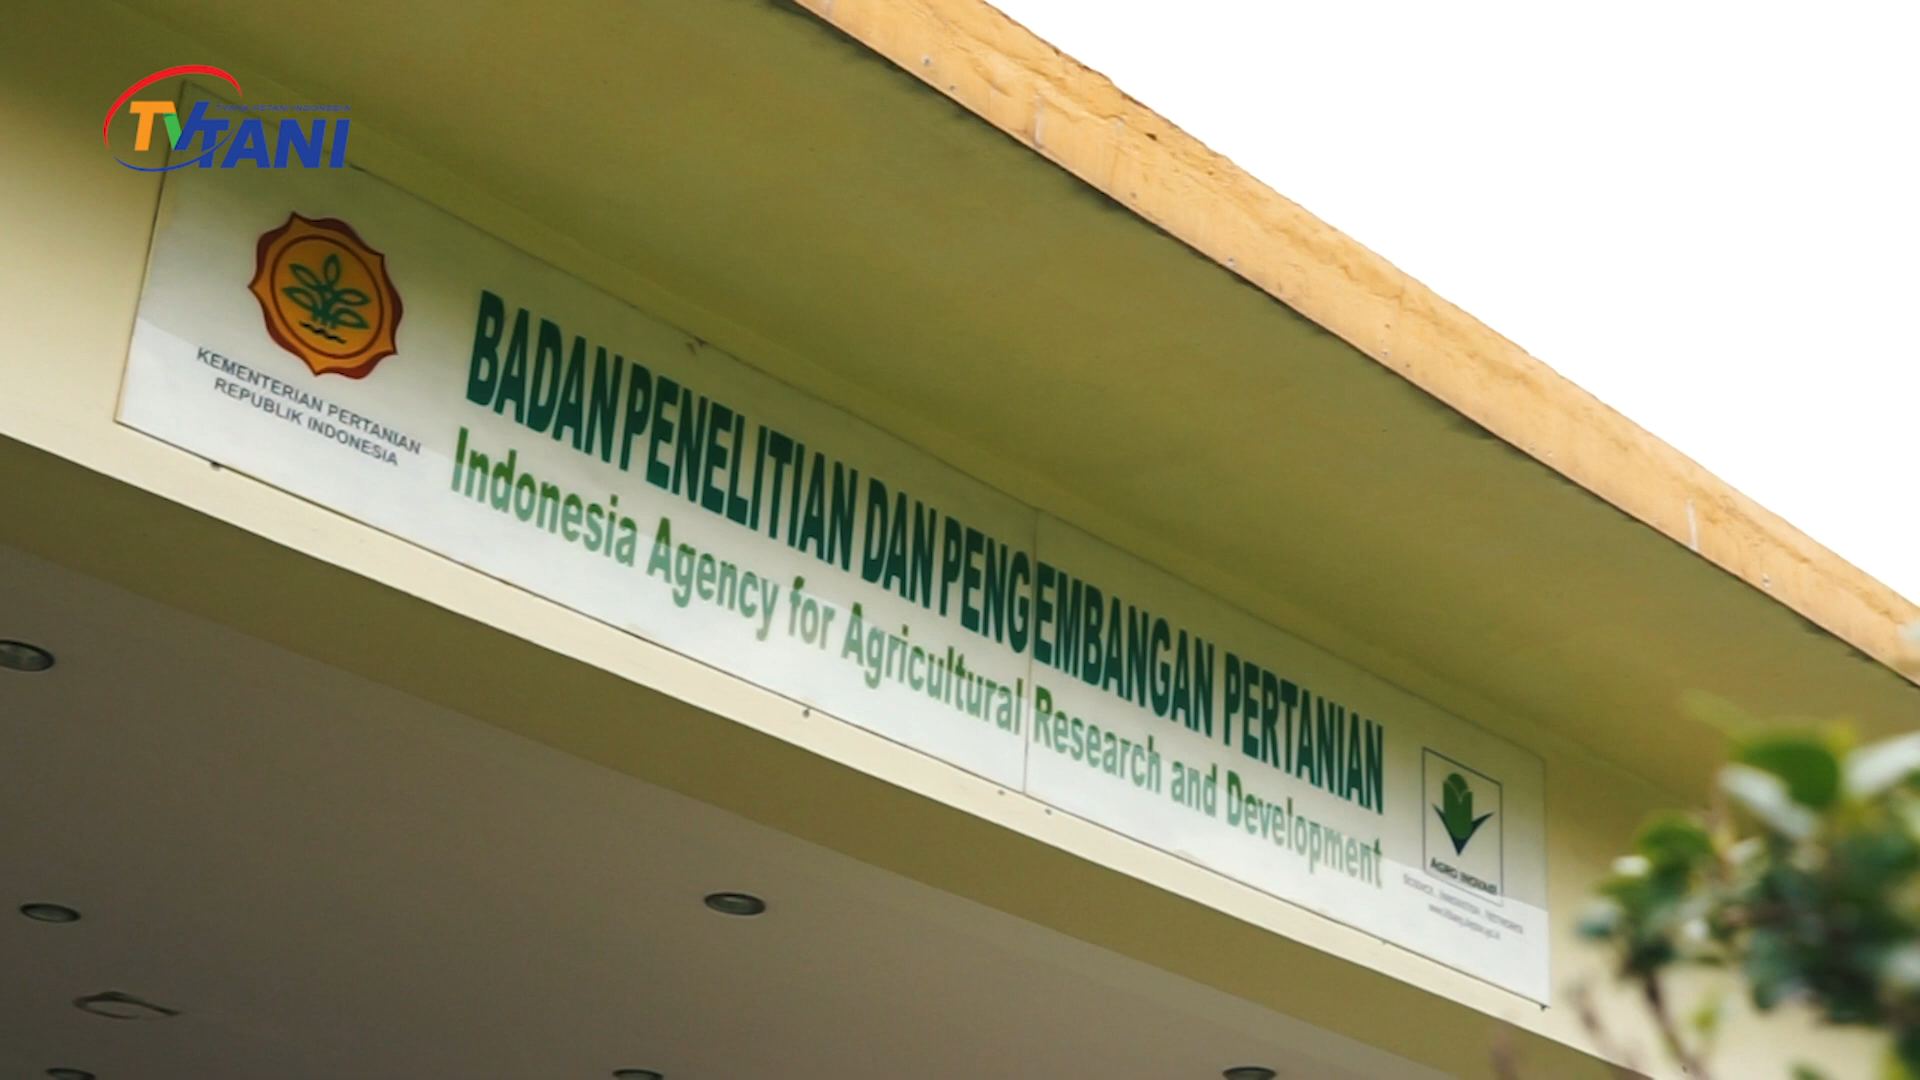 TVTANI
KEMENTERIAN PERTANIAN
REPUBLIK INDONESIA
BADAN PENELITIAN DAN PENGEMBANGAN PERTANIAN
Indonesia Agency for Agricultural Research and Development
AGRO INOVASI